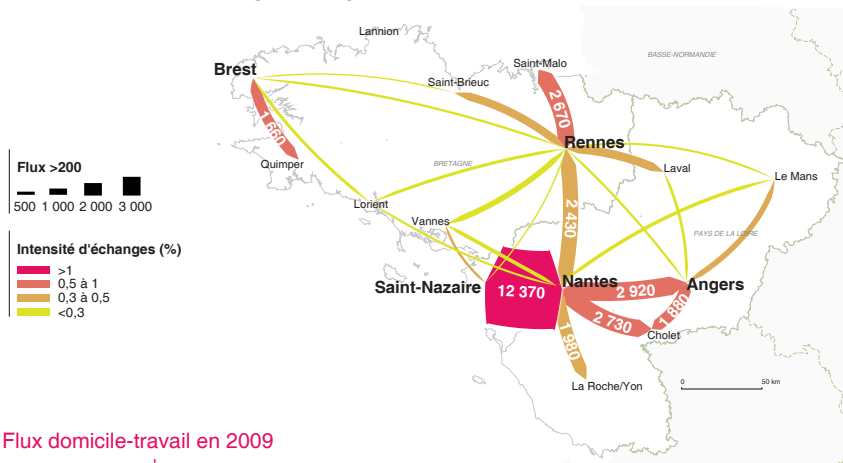 Lannion
Brest
Saint-Malo
BASSE-NORMANDIE
Saint-Brieuc
2 670
1 660
Rennes
Flux >200
Quimper
BRETAGNE
Laval
Le Mans
500 1 000 2 000 3 000
Lorient
2 430
Vannes
PAYS DE LA LOIRE
Intensité d'échanges (%)
>1
0,5 à 1
0,3 à 0,5
<0,3
Saint-Nazaire
12 370
Nantes
2 920
Angers
2 730
1 880
Cholet
1 980
La Roche/Yon
0 50 km
Flux domicile-travail en 2009